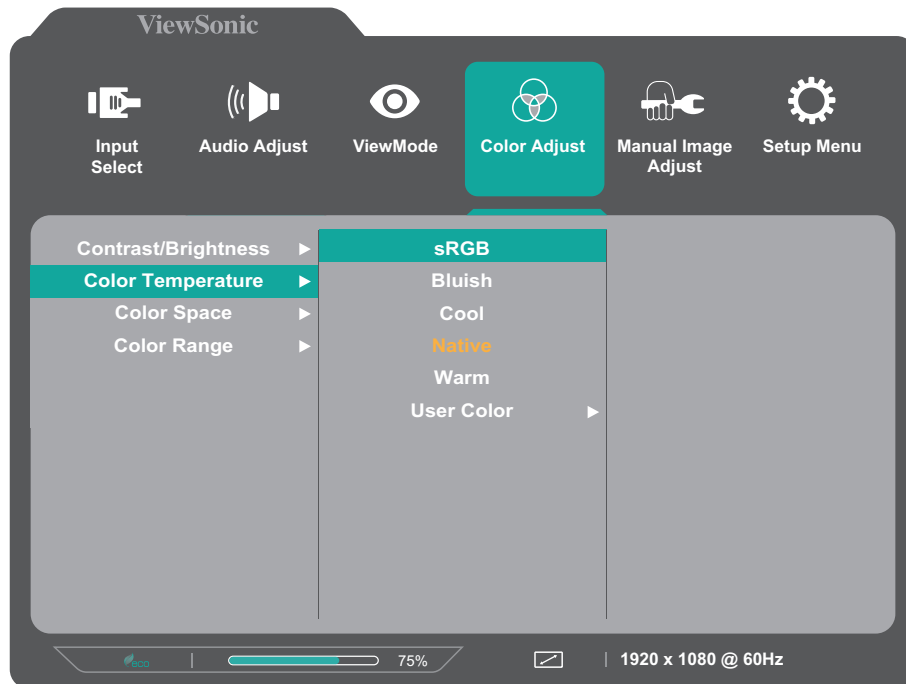 ViewSonic
Input Select
Audio Adjust
ViewMode
Color Adjust
Manual Image Adjust
Setup Menu
Contrast/Brightness
sRGB
Color Temperature
Bluish
Color Space
Cool
Color Range
Native
Warm
User Color
eco
75%
1920 x 1080 @ 60Hz